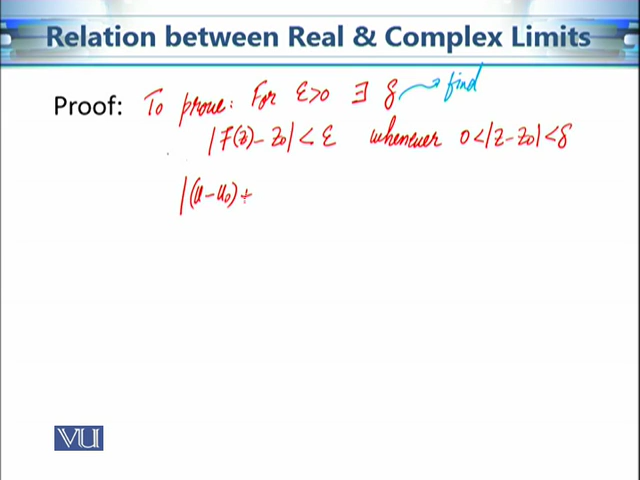 Relation between Real & Complex Limits
Proof: To prove: For ε>0 ∃ δ → find
|F(z)-z₀|<ε whenever 0<|z-z₀|<δ
|(u-u₀)+
VU